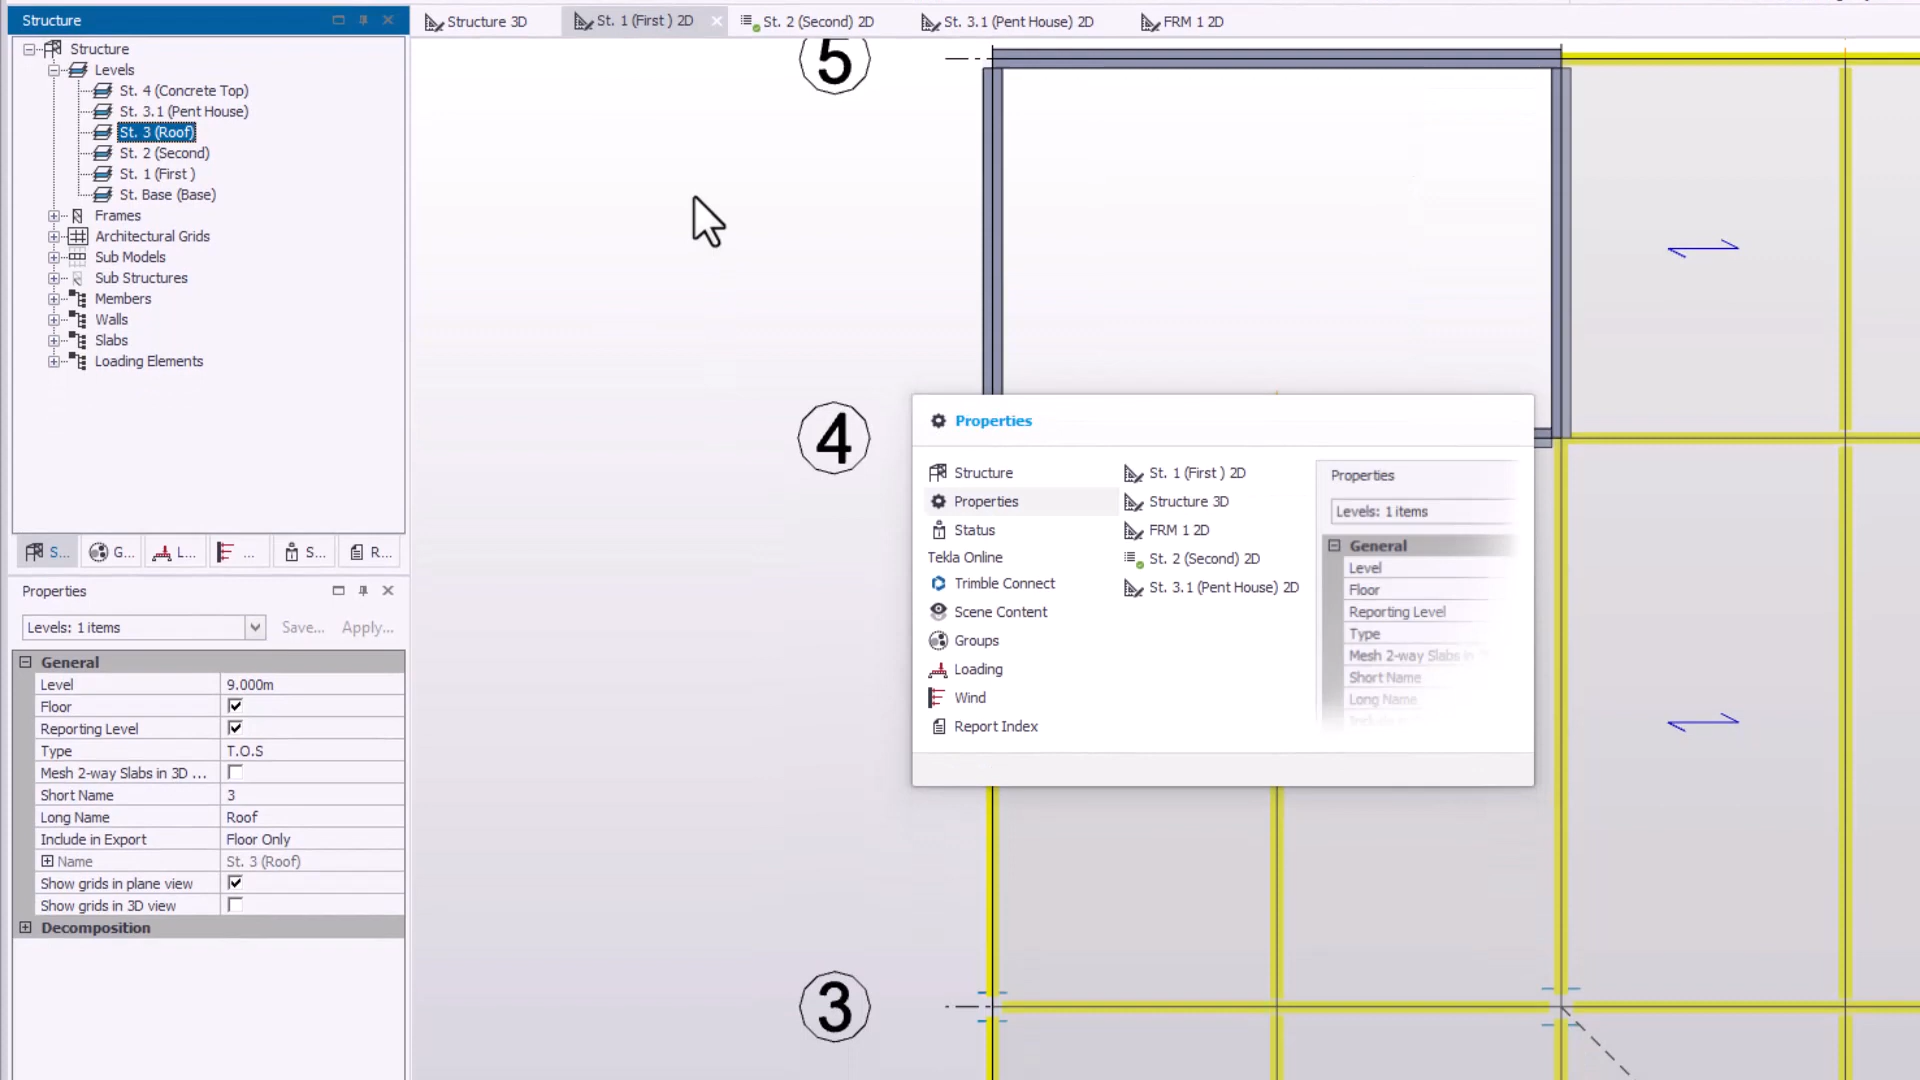 Structure
Structure 3D
St. 1 (First ) 2D
St. 2 (Second) 2D
St. 3.1 (Pent House) 2D
FRM 1 2D
Structure
Levels
St. 4 (Concrete Top)
St. 3.1 (Pent House)
St. 3 (Roof)
St. 2 (Second)
St. 1 (First )
St. Base (Base)
Frames
Architectural Grids
Sub Models
Sub Structures
Members
Walls
Slabs
Loading Elements
S...
G...
L...
...
S...
R...
Properties
Levels: 1 items
Save...
Apply...
General
Level 9.000m
Floor
Reporting Level
Type T.O.S
Mesh 2-way Slabs in 3D ...
Short Name 3
Long Name Roof
Include in Export Floor Only
Name St. 3 (Roof)
Show grids in plane view
Show grids in 3D view
Decomposition
5
4
3
Properties
Structure
Properties
Status
Tekla Online
Trimble Connect
Scene Content
Groups
Loading
Wind
Report Index
St. 1 (First ) 2D
Structure 3D
FRM 1 2D
St. 2 (Second) 2D
St. 3.1 (Pent House) 2D
Properties
Levels: 1 items
General
Level
Floor
Reporting Level
Type
Mesh 2-way Slabs in
Short Name
Long Name